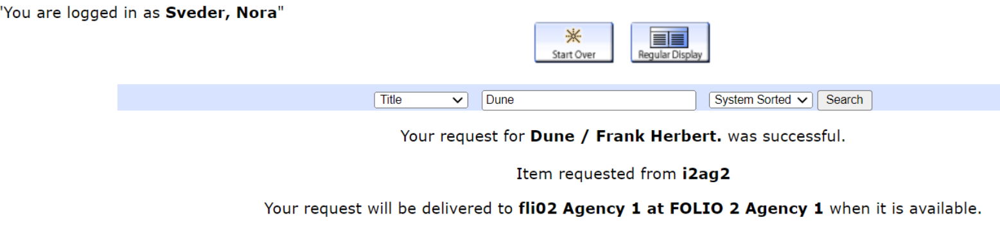 'You are logged in as Sveder, Nora"
Start Over
Regular Display
Title
Dune
System Sorted
Search
Your request for Dune / Frank Herbert. was successful.
Item requested from i2ag2
Your request will be delivered to fli02 Agency 1 at FOLIO 2 Agency 1 when it is available.